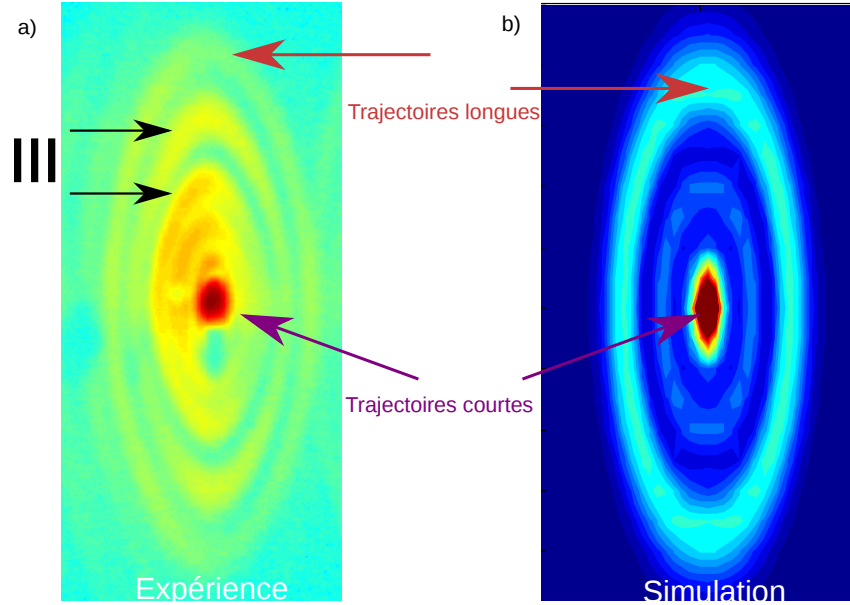 a)
b)
Trajectoires longues
III
Trajectoires courtes
Expérience
Simulation